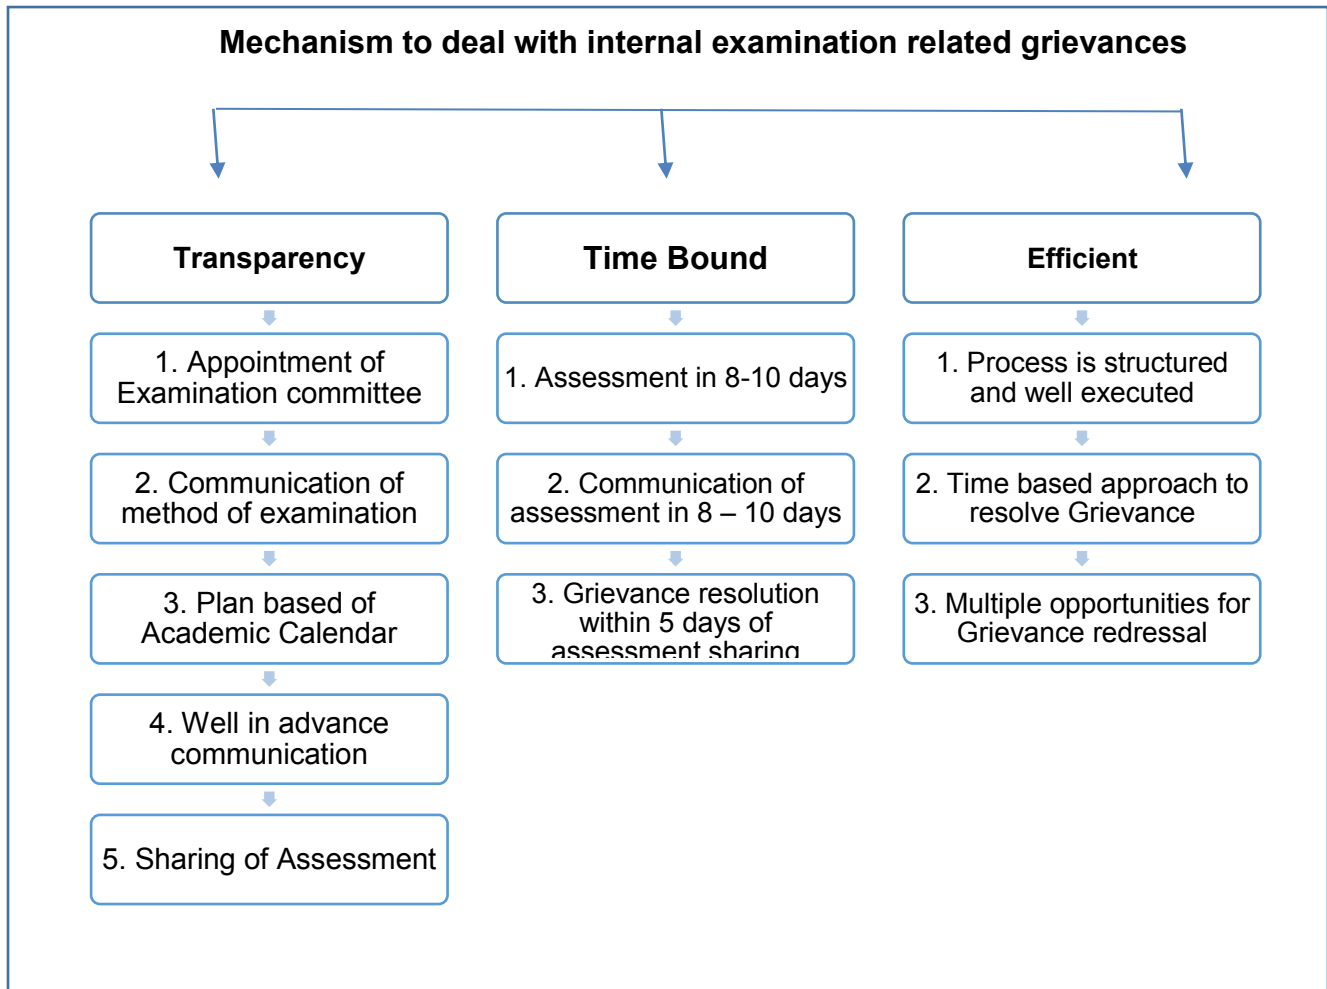 Mechanism to deal with internal examination related grievances
Transparency
1. Appointment of
Examination committee
2. Communication of
method of examination
3. Plan based of
Academic Calendar
4. Well in advance
communication
5. Sharing of Assessment
Time Bound
1. Assessment in 8-10 days
2. Communication of
assessment in 8 – 10 days
3. Grievance resolution
within 5 days of
assessment sharing
Efficient
1. Process is structured
and well executed
2. Time based approach to
resolve Grievance
3. Multiple opportunities for
Grievance redressal